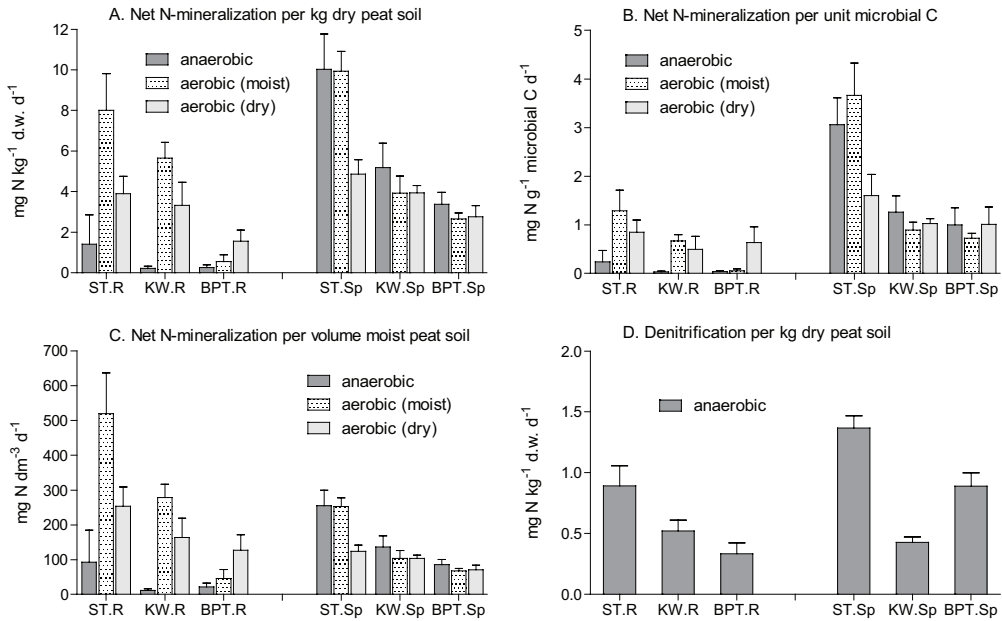 A. Net N-mineralization per kg dry peat soil
mg N kg⁻¹ d.w. d⁻¹
12
10
8
6
4
2
0
anaerobic
aerobic (moist)
aerobic (dry)
ST.R KW.R BPT.R ST.Sp KW.Sp BPT.Sp
B. Net N-mineralization per unit microbial C
mg N g⁻¹ microbial C d⁻¹
5
4
3
2
1
0
anaerobic
aerobic (moist)
aerobic (dry)
ST.R KW.R BPT.R ST.Sp KW.Sp BPT.Sp
C. Net N-mineralization per volume moist peat soil
mg N dm⁻³ d⁻¹
700
600
500
400
300
200
100
0
anaerobic
aerobic (moist)
aerobic (dry)
ST.R KW.R BPT.R ST.Sp KW.Sp BPT.Sp
D. Denitrification per kg dry peat soil
mg N kg⁻¹ d.w. d⁻¹
2.0
1.5
1.0
0.5
0.0
anaerobic
ST.R KW.R BPT.R ST.Sp KW.Sp BPT.Sp